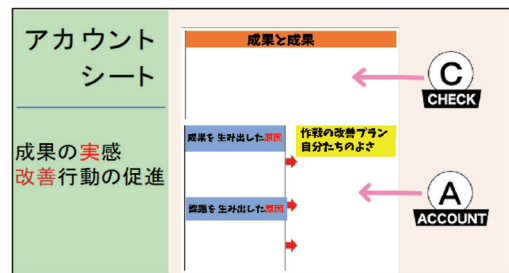 アカウント
シート
成果の実感
改善行動の促進
成果と成果
成果を生み出した原因
作戦の改善プラン
自分たちのよさ
課題を生み出した原因
C
CHECK
A
ACCOUNT